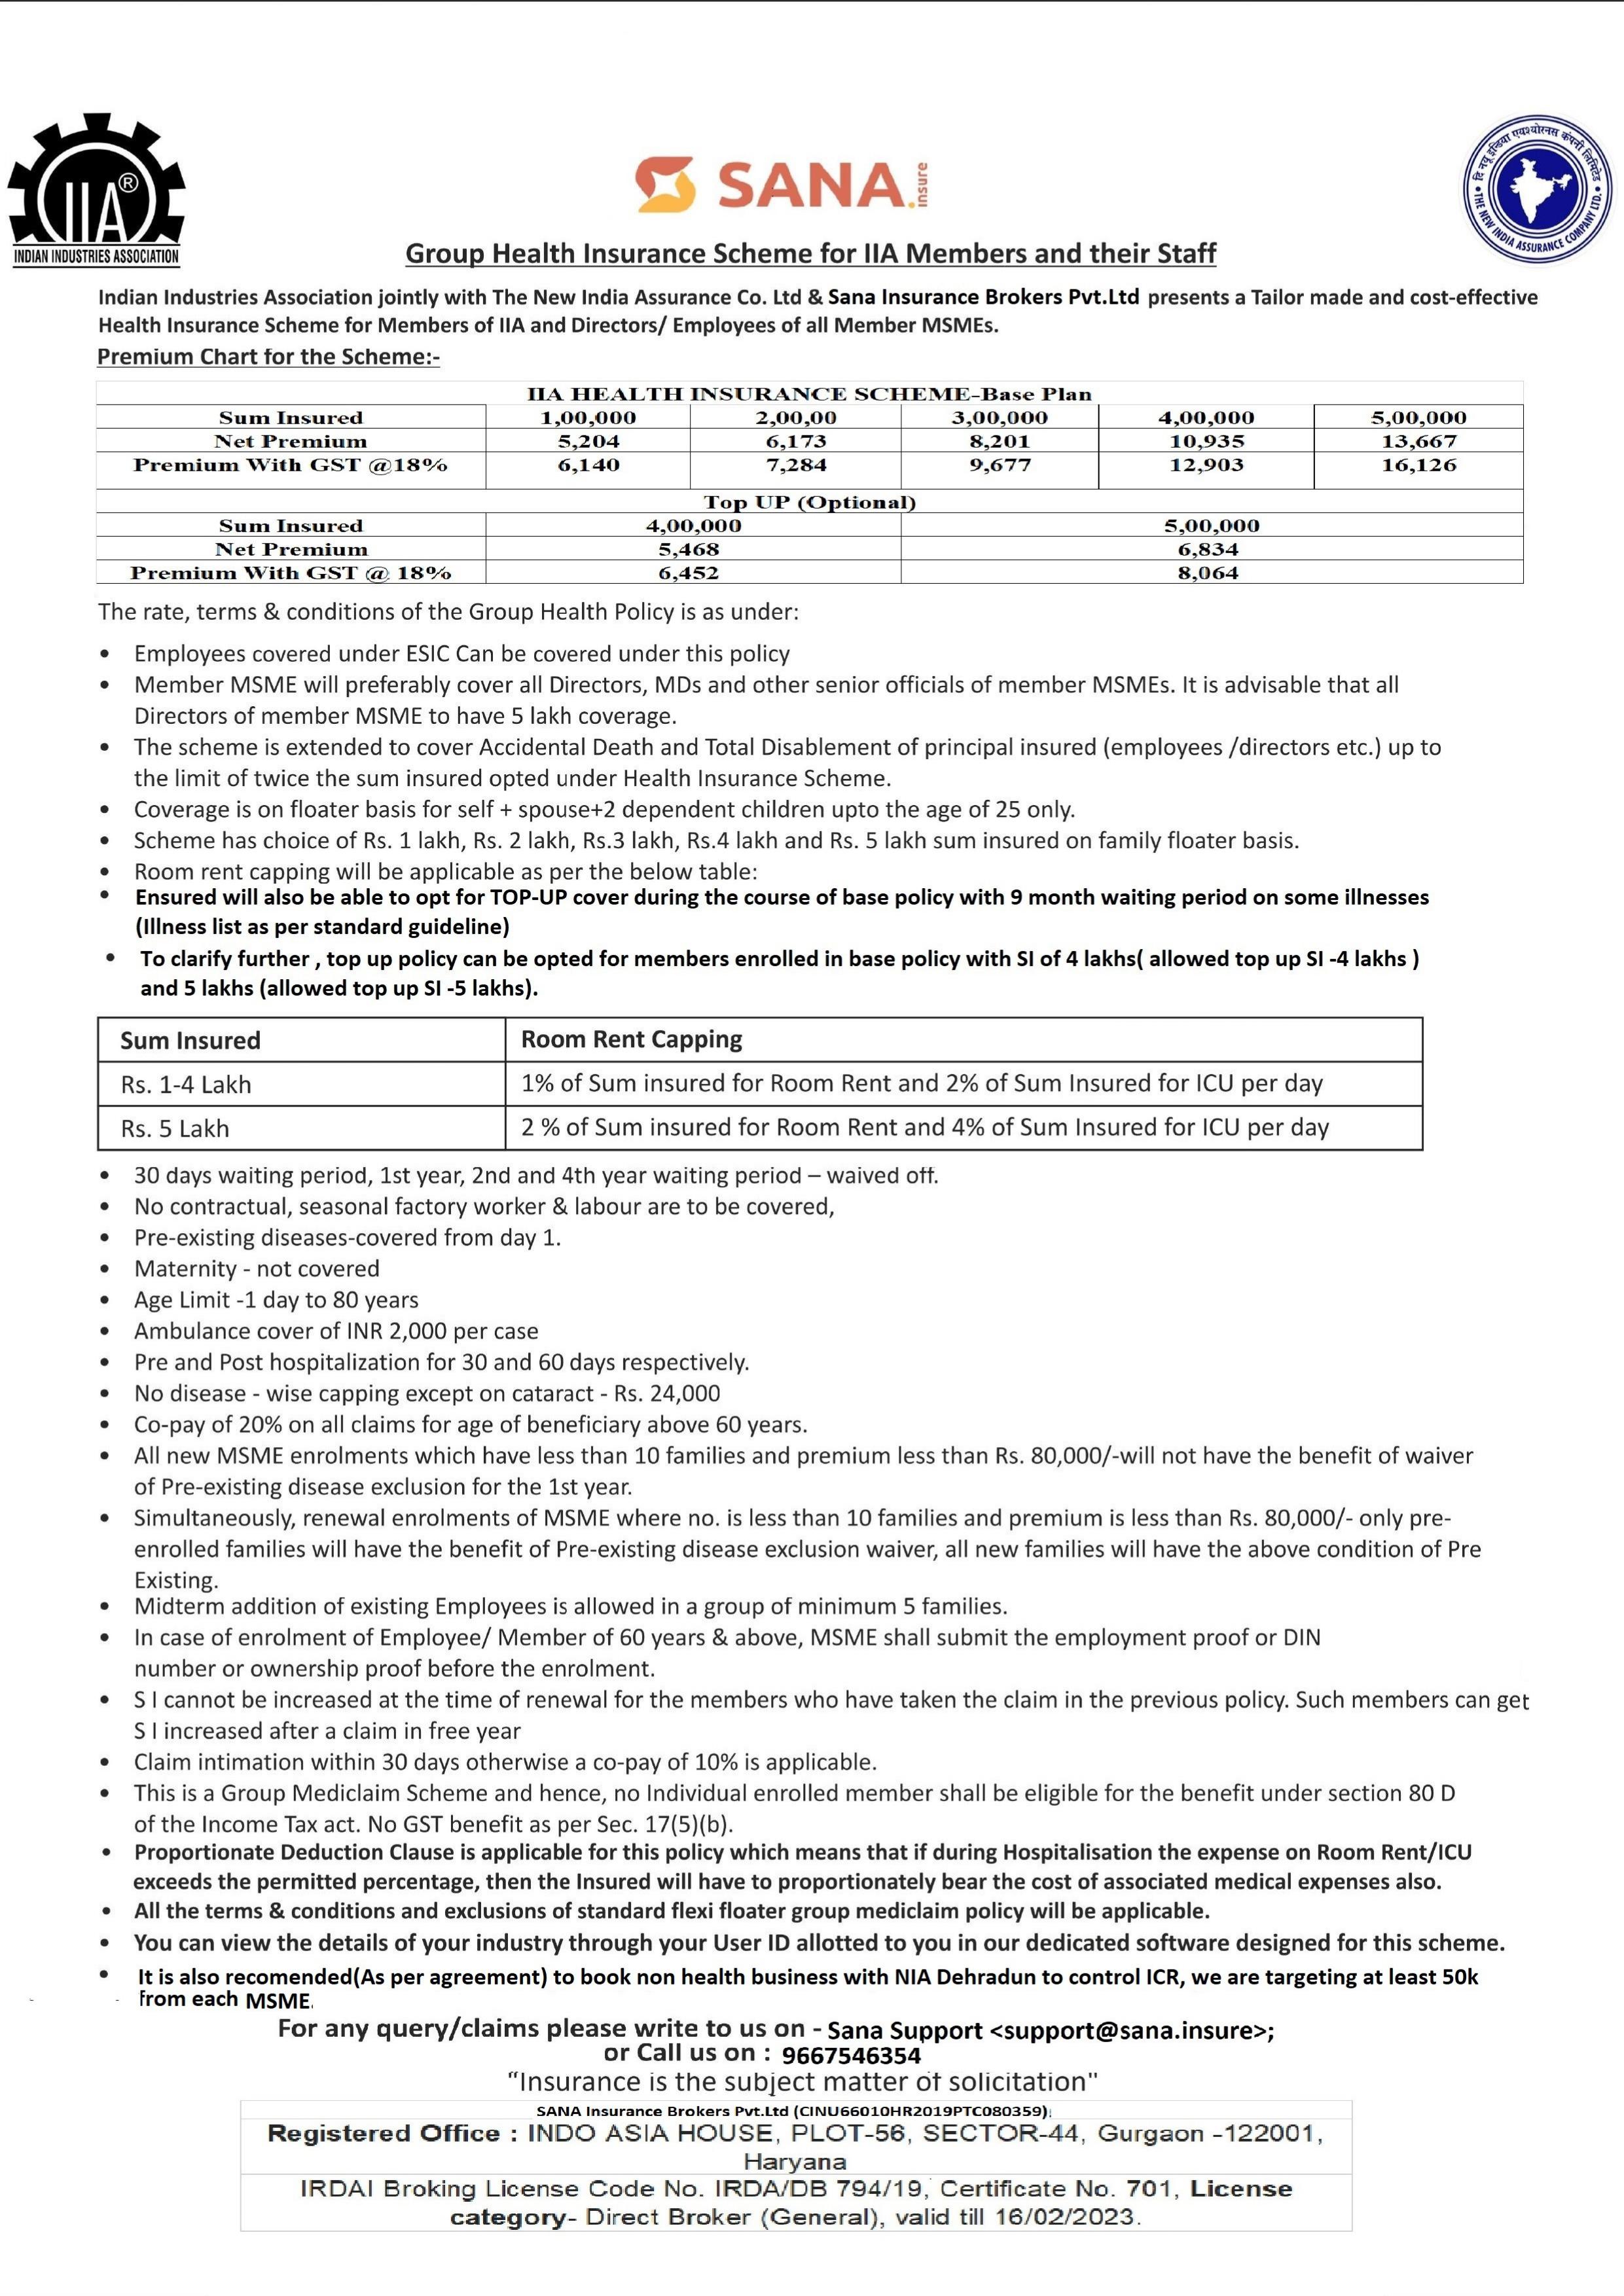 IIA®
INDIAN INDUSTRIES ASSOCIATION
SANA.insure
दि न्यू इन्डिया एश्योरन्स कंपनी लिमिटेड
THE NEW INDIA ASSURANCE COMPANY LTD.
Group Health Insurance Scheme for IIA Members and their Staff
Indian Industries Association jointly with The New India Assurance Co. Ltd & Sana Insurance Brokers Pvt.Ltd presents a Tailor made and cost-effective
Health Insurance Scheme for Members of IIA and Directors/ Employees of all Member MSMEs.
Premium Chart for the Scheme:-
IIA HEALTH INSURANCE SCHEME-Base Plan
Sum Insured 1,00,000 2,00,00 3,00,000 4,00,000 5,00,000
Net Premium 5,204 6,173 8,201 10,935 13,667
Premium With GST @18% 6,140 7,284 9,677 12,903 16,126
Top UP (Optional)
Sum Insured 4,00,000 5,00,000
Net Premium 5,468 6,834
Premium With GST @ 18% 6,452 8,064
The rate, terms & conditions of the Group Health Policy is as under:
• Employees covered under ESIC Can be covered under this policy
• Member MSME will preferably cover all Directors, MDs and other senior officials of member MSMEs. It is advisable that all
Directors of member MSME to have 5 lakh coverage.
• The scheme is extended to cover Accidental Death and Total Disablement of principal insured (employees /directors etc.) up to
the limit of twice the sum insured opted under Health Insurance Scheme.
• Coverage is on floater basis for self + spouse+2 dependent children upto the age of 25 only.
• Scheme has choice of Rs. 1 lakh, Rs. 2 lakh, Rs.3 lakh, Rs.4 lakh and Rs. 5 lakh sum insured on family floater basis.
• Room rent capping will be applicable as per the below table:
• Ensured will also be able to opt for TOP-UP cover during the course of base policy with 9 month waiting period on some illnesses
(Illness list as per standard guideline)
• To clarify further , top up policy can be opted for members enrolled in base policy with SI of 4 lakhs( allowed top up SI -4 lakhs )
and 5 lakhs (allowed top up SI -5 lakhs).
Sum Insured Room Rent Capping
Rs. 1-4 Lakh 1% of Sum insured for Room Rent and 2% of Sum Insured for ICU per day
Rs. 5 Lakh 2 % of Sum insured for Room Rent and 4% of Sum Insured for ICU per day
• 30 days waiting period, 1st year, 2nd and 4th year waiting period – waived off.
• No contractual, seasonal factory worker & labour are to be covered,
• Pre-existing diseases-covered from day 1.
• Maternity - not covered
• Age Limit -1 day to 80 years
• Ambulance cover of INR 2,000 per case
• Pre and Post hospitalization for 30 and 60 days respectively.
• No disease - wise capping except on cataract - Rs. 24,000
• Co-pay of 20% on all claims for age of beneficiary above 60 years.
• All new MSME enrolments which have less than 10 families and premium less than Rs. 80,000/-will not have the benefit of waiver
of Pre-existing disease exclusion for the 1st year.
• Simultaneously, renewal enrolments of MSME where no. is less than 10 families and premium is less than Rs. 80,000/- only pre-
enrolled families will have the benefit of Pre-existing disease exclusion waiver, all new families will have the above condition of Pre
Existing.
• Midterm addition of existing Employees is allowed in a group of minimum 5 families.
• In case of enrolment of Employee/ Member of 60 years & above, MSME shall submit the employment proof or DIN
number or ownership proof before the enrolment.
• S I cannot be increased at the time of renewal for the members who have taken the claim in the previous policy. Such members can get
S I increased after a claim in free year
• Claim intimation within 30 days otherwise a co-pay of 10% is applicable.
• This is a Group Mediclaim Scheme and hence, no Individual enrolled member shall be eligible for the benefit under section 80 D
of the Income Tax act. No GST benefit as per Sec. 17(5)(b).
• Proportionate Deduction Clause is applicable for this policy which means that if during Hospitalisation the expense on Room Rent/ICU
exceeds the permitted percentage, then the Insured will have to proportionately bear the cost of associated medical expenses also.
• All the terms & conditions and exclusions of standard flexi floater group mediclaim policy will be applicable.
• You can view the details of your industry through your User ID allotted to you in our dedicated software designed for this scheme.
• It is also recomended(As per agreement) to book non health business with NIA Dehradun to control ICR, we are targeting at least 50k
from each MSME.
For any query/claims please write to us on - Sana Support <support@sana.insure>;
or Call us on : 9667546354
“Insurance is the subject matter of solicitation"
SANA Insurance Brokers Pvt.Ltd (CINU66010HR2019PTC080359)
Registered Office : INDO ASIA HOUSE, PLOT-56, SECTOR-44, Gurgaon -122001,
Haryana
IRDAI Broking License Code No. IRDA/DB 794/19, Certificate No. 701, License
category- Direct Broker (General), valid till 16/02/2023.